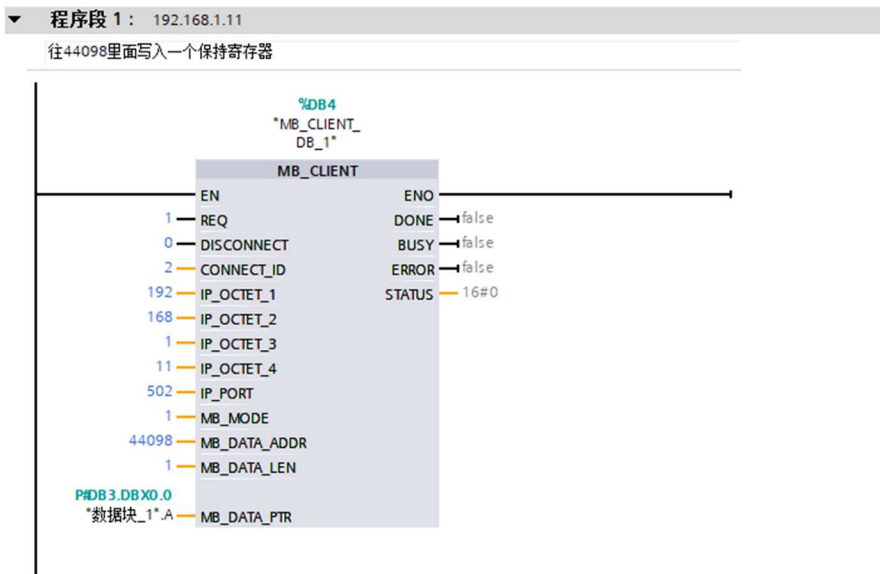 程序段 1： 192.168.1.11
往44098里面写入一个保持寄存器
%DB4
"MB_CLIENT_
DB_1"
MB_CLIENT
EN ENO
1 REQ DONE false
0 DISCONNECT BUSY false
2 CONNECT_ID ERROR false
192 IP_OCTET_1 STATUS 16#0
168 IP_OCTET_2
1 IP_OCTET_3
11 IP_OCTET_4
502 IP_PORT
1 MB_MODE
44098 MB_DATA_ADDR
1 MB_DATA_LEN
P#DB3.DBX0.0
"数据块_1".A MB_DATA_PTR